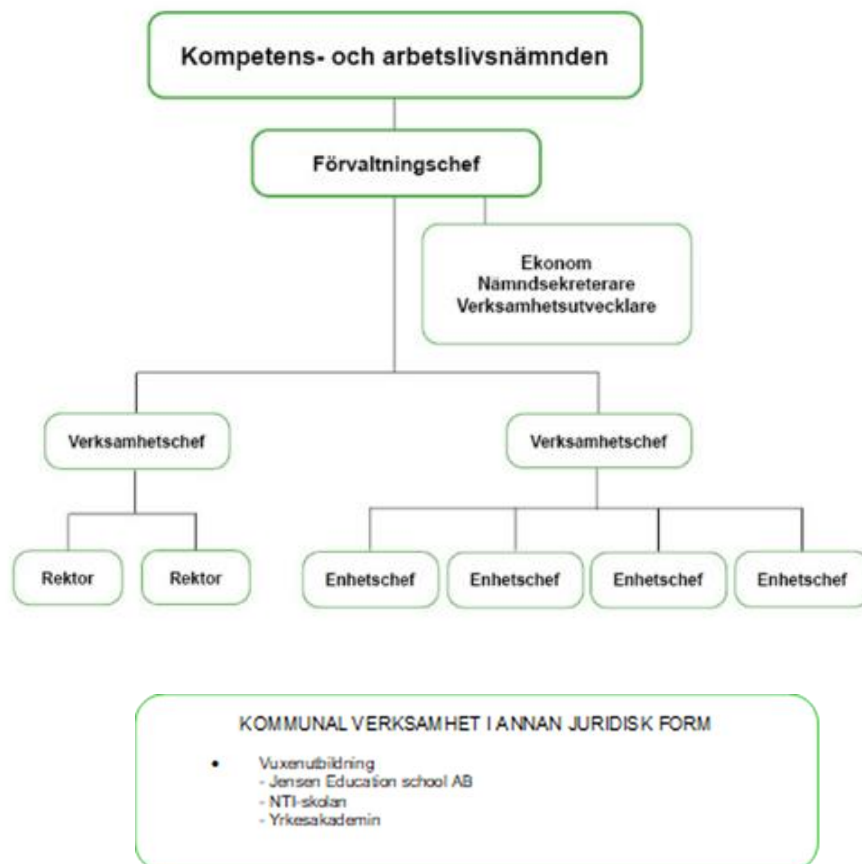 Kompetens- och arbetslivsnämnden
Förvaltningschef
Ekonom
Nämndsekreterare
Verksamhetsutvecklare
Verksamhetschef
Verksamhetschef
Rektor
Rektor
Enhetschef
Enhetschef
Enhetschef
Enhetschef
KOMMUNAL VERKSAMHET I ANNAN JURIDISK FORM
• Vuxenutbildning
- Jensen Education school AB
- NTI-skolan
- Yrkesakademin